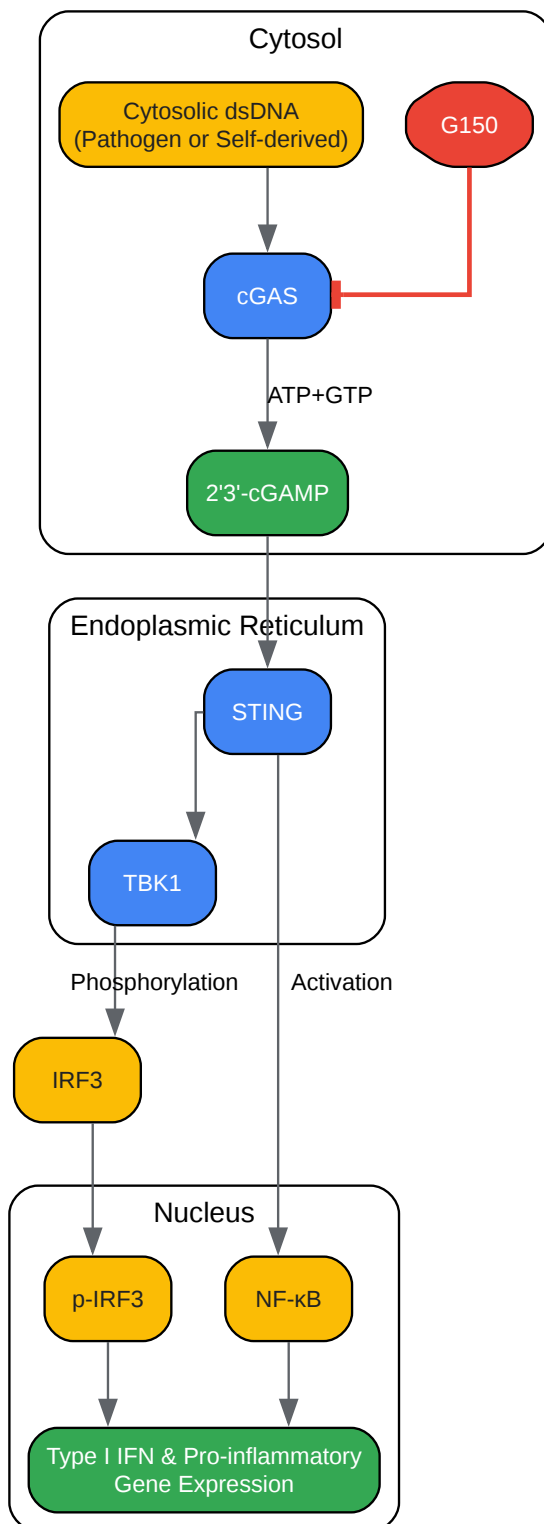 Cytosol
Cytosolic dsDNA
(Pathogen or Self-derived)
G150
cGAS
ATP+GTP
2'3'-cGAMP
Endoplasmic Reticulum
STING
TBK1
Phosphorylation
Activation
IRF3
Nucleus
p-IRF3
NF-κB
Type I IFN & Pro-inflammatory
Gene Expression